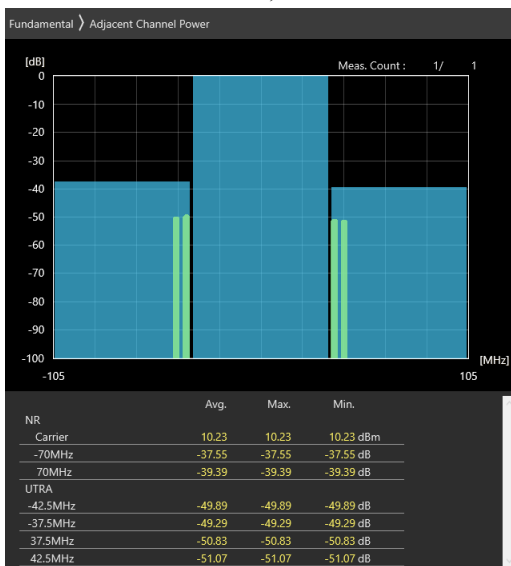 Fundamental 〉 Adjacent Channel Power
[dB]
Meas. Count : 1/ 1
0
-10
-20
-30
-40
-50
-60
-70
-80
-90
-100
[MHz]
-105 105
Avg. Max. Min.
NR
Carrier 10.23 10.23 10.23 dBm
-70MHz -37.55 -37.55 -37.55 dB
70MHz -39.39 -39.39 -39.39 dB
UTRA
-42.5MHz -49.89 -49.89 -49.89 dB
-37.5MHz -49.29 -49.29 -49.29 dB
37.5MHz -50.83 -50.83 -50.83 dB
42.5MHz -51.07 -51.07 -51.07 dB